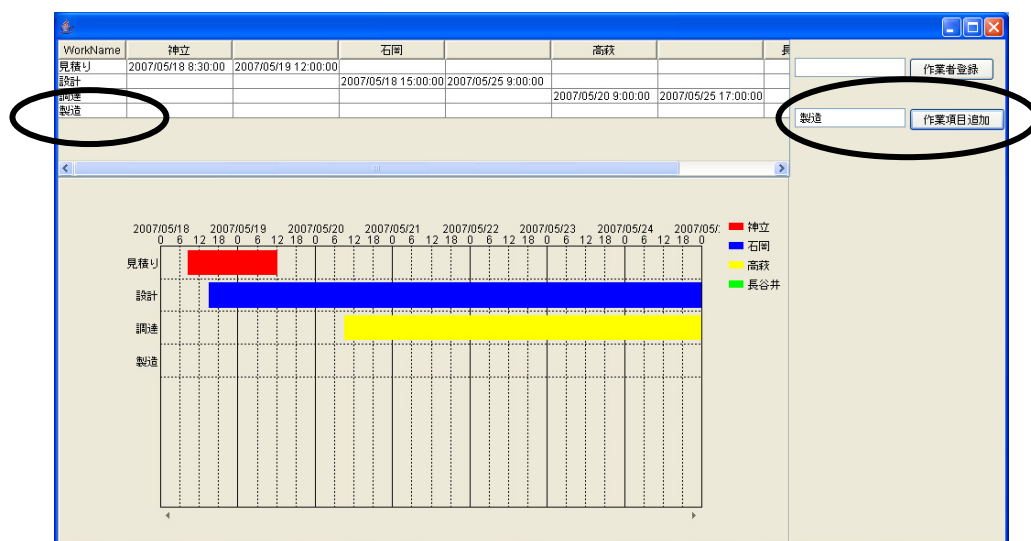 WorkName 神立 石岡 高萩
見積り 2007/05/18 8:30:00 2007/05/19 12:00:00
設計 2007/05/18 15:00:00 2007/05/25 9:00:00
調達 2007/05/20 9:00:00 2007/05/25 17:00:00
製造
作業者登録
製造 作業項目追加
2007/05/18 2007/05/19 2007/05/20 2007/05/21 2007/05/22 2007/05/23 2007/05/24 2007/05/
0 6 12 18 0 6 12 18 0 6 12 18 0 6 12 18 0 6 12 18 0 6 12 18 0 6 12 18 0
見積り
設計
調達
製造
神立
石岡
高萩
長谷井